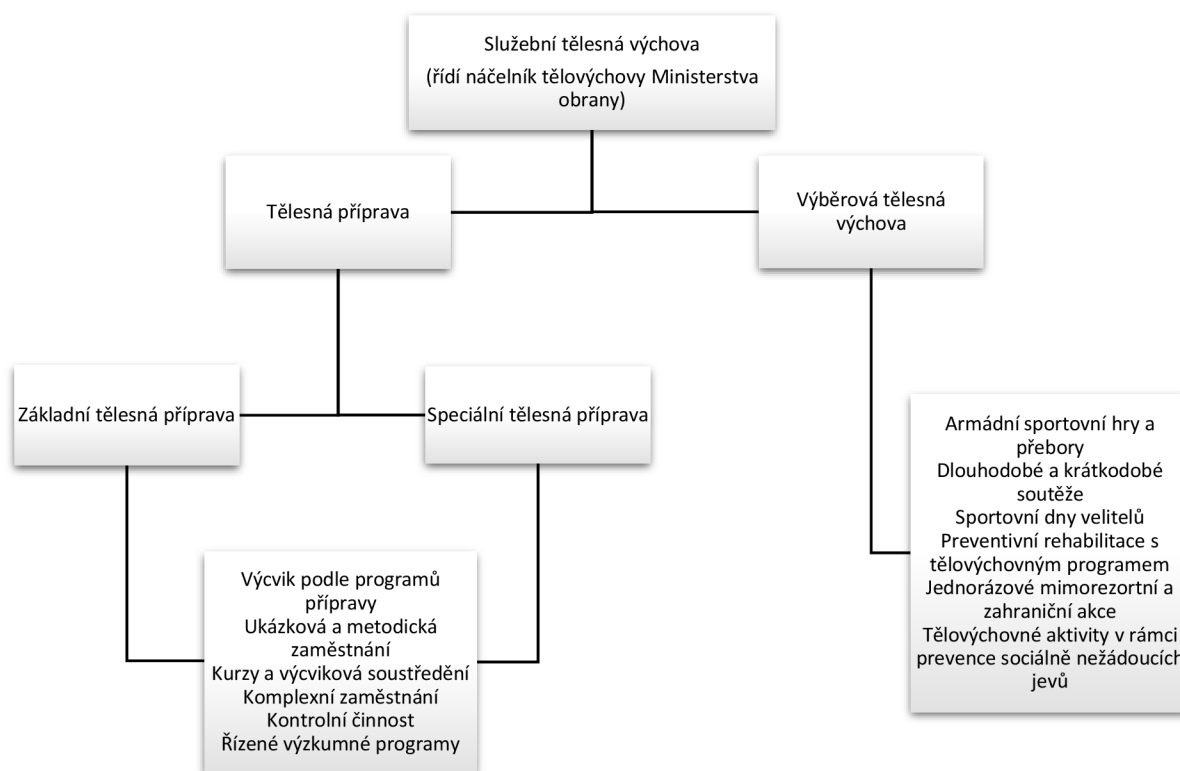 Služební tělesná výchova
(řídí náčelník tělovýchovy Ministerstva
obrany)
Tělesná příprava
Výběrová tělesná
výchova
Základní tělesná příprava
Speciální tělesná příprava
Armádní sportovní hry a
přebory
Dlouhodobé a krátkodobé
soutěže
Sportovní dny velitelů
Preventivní rehabilitace s
tělovýchovným programem
Jednorázové mimorezortní a
zahraniční akce
Tělovýchovné aktivity v rámci
prevence sociálně nežádoucích
jevů
Výcvik podle programů
přípravy
Ukázková a metodická
zaměstnání
Kurzy a výcviková soustředění
Komplexní zaměstnání
Kontrolní činnost
Řízené výzkumné programy